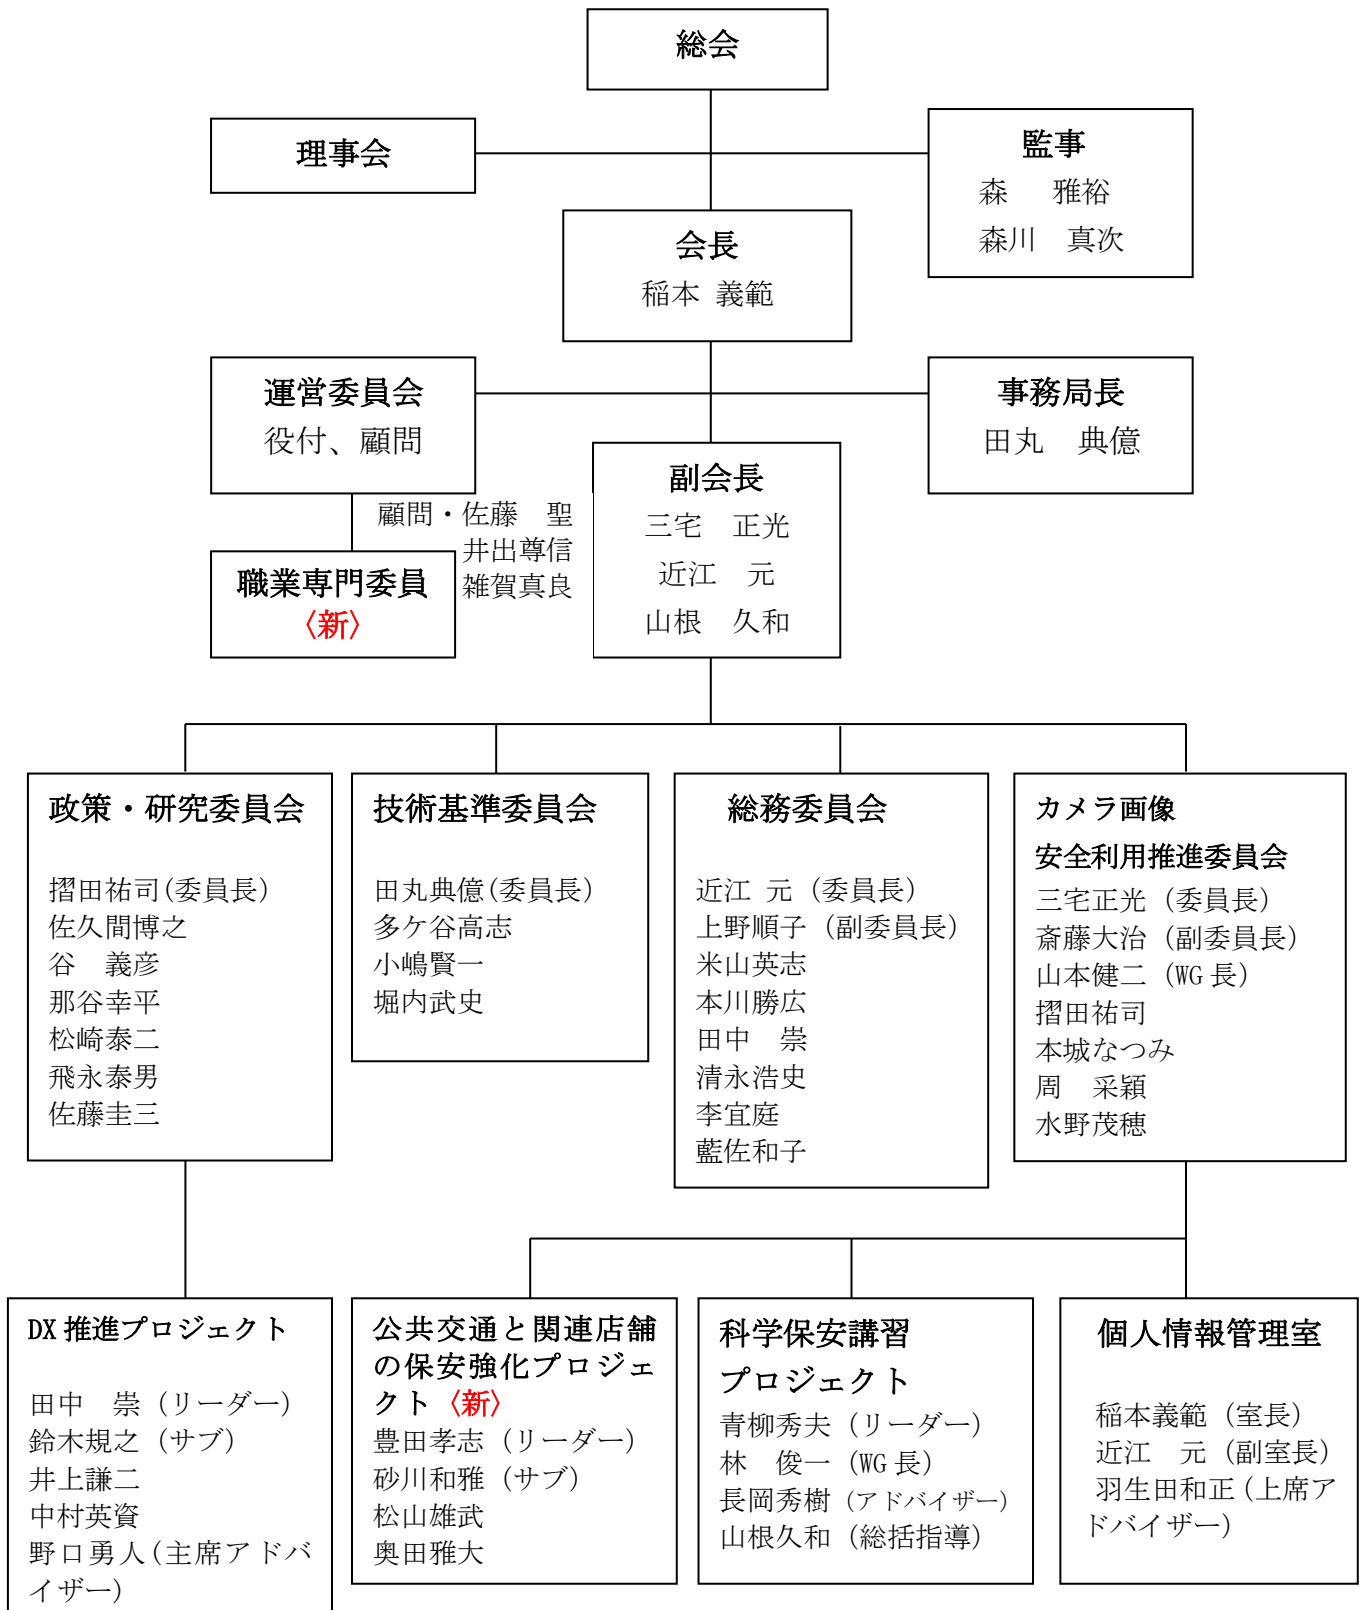 総会
理事会
監事
森　雅裕
森川　真次
会長
稲本 義範
運営委員会
役付、顧問
事務局長
田丸　典億
副会長
三宅　正光
近江　元
山根　久和
顧問・佐藤　聖
井出尊信
雑賀真良
職業専門委員
〈新〉
政策・研究委員会
摺田祐司(委員長)
佐久間博之
谷　義彦
那谷幸平
松崎泰二
飛永泰男
佐藤圭三
技術基準委員会
田丸典億(委員長)
多ケ谷高志
小嶋賢一
堀内武史
総務委員会
近江 元（委員長）
上野順子（副委員長）
米山英志
本川勝広
田中　崇
清永浩史
李宜庭
藍佐和子
カメラ画像
安全利用推進委員会
三宅正光（委員長）
斎藤大治（副委員長）
山本健二（WG長）
摺田祐司
本城なつみ
周　采穎
水野茂穂
DX推進プロジェクト
田中　崇（リーダー）
鈴木規之（サブ）
井上謙二
中村英資
野口勇人(主席アドバ
イザー)
公共交通と関連店舗
の保安強化プロジェ
クト〈新〉
豊田孝志（リーダー）
砂川和雅（サブ）
松山雄武
奥田雅大
科学保安講習
プロジェクト
青柳秀夫（リーダー）
林　俊一（WG長）
長岡秀樹（アドバイザー）
山根久和（総括指導）
個人情報管理室
稲本義範（室長）
近江　元（副室長）
羽生田和正(上席ア
ドバイザー)